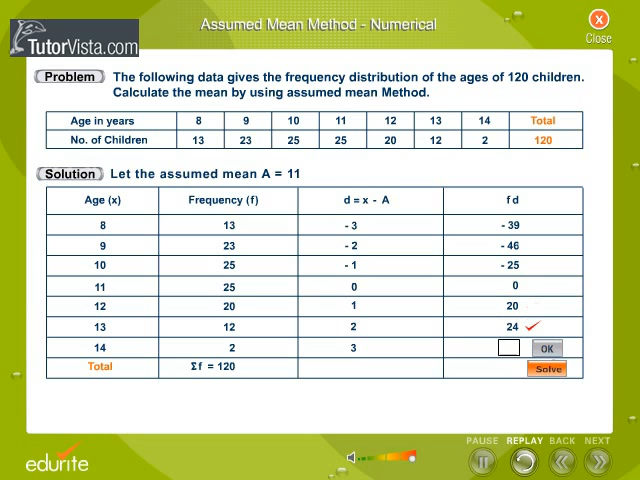 Assumed Mean Method - Numerical
X
Close
TutorVista.com
Problem The following data gives the frequency distribution of the ages of 120 children.
Calculate the mean by using assumed mean Method.
Age in years 8 9 10 11 12 13 14 Total
No. of Children 13 23 25 25 20 12 2 120
Solution Let the assumed mean A = 11
Age (x) Frequency (f) d = x - A f d
8 13 - 3 - 39
9 23 - 2 - 46
10 25 - 1 - 25
11 25 0 0
12 20 1 20
13 12 2 24
14 2 3 OK
Total Σf = 120 Solve
PAUSE REPLAY BACK NEXT
edurite